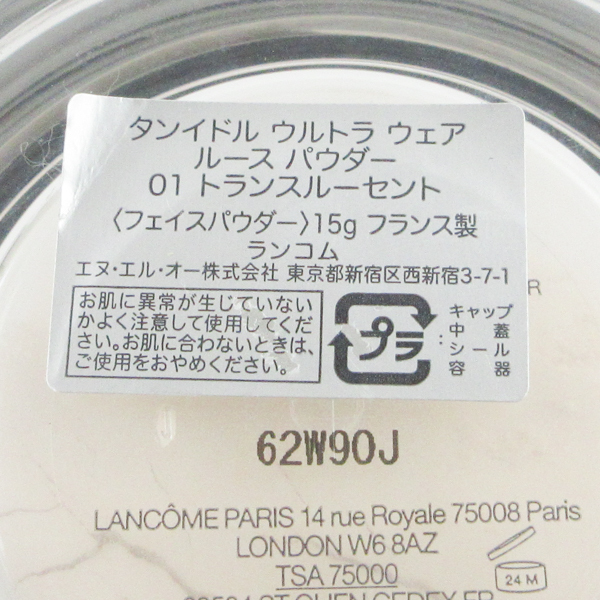 タンイドル ウルトラ ウェア
ルース パウダー
01 トランスルーセント
〈フェイスパウダー〉15g フランス製
ランコム
エヌ・エル・オー株式会社 東京都新宿区西新宿3-7-1
お肌に異常が生じていない
かよく注意して使用してくだ
さい。お肌に合わないときは、
ご使用をおやめください。
プラ
:
キャップ
中蓋
シール
容器
R
62W90J
LANCÔME PARIS 14 rue Royale 75008 Paris
LONDON W6 8AZ
TSA 75000
24 M